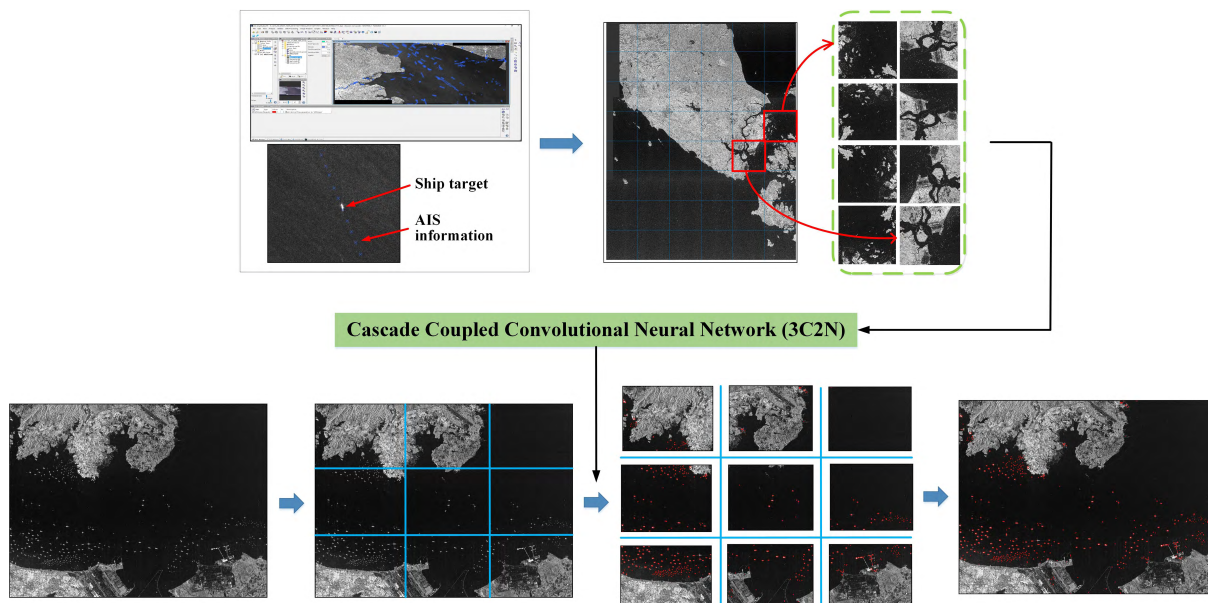 Ship target
AIS
information
Cascade Coupled Convolutional Neural Network (3C2N)